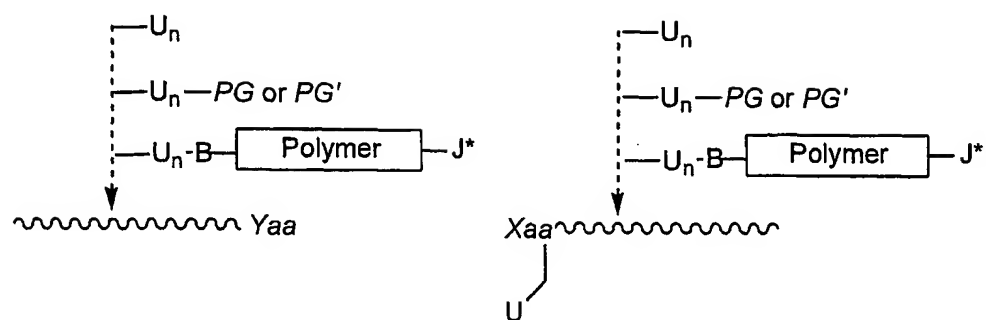 Uₙ
Uₙ—PG or PG'
Uₙ-B—Polymer—J*
Yaa
Uₙ
Uₙ—PG or PG'
Uₙ-B—Polymer—J*
Xaa
U